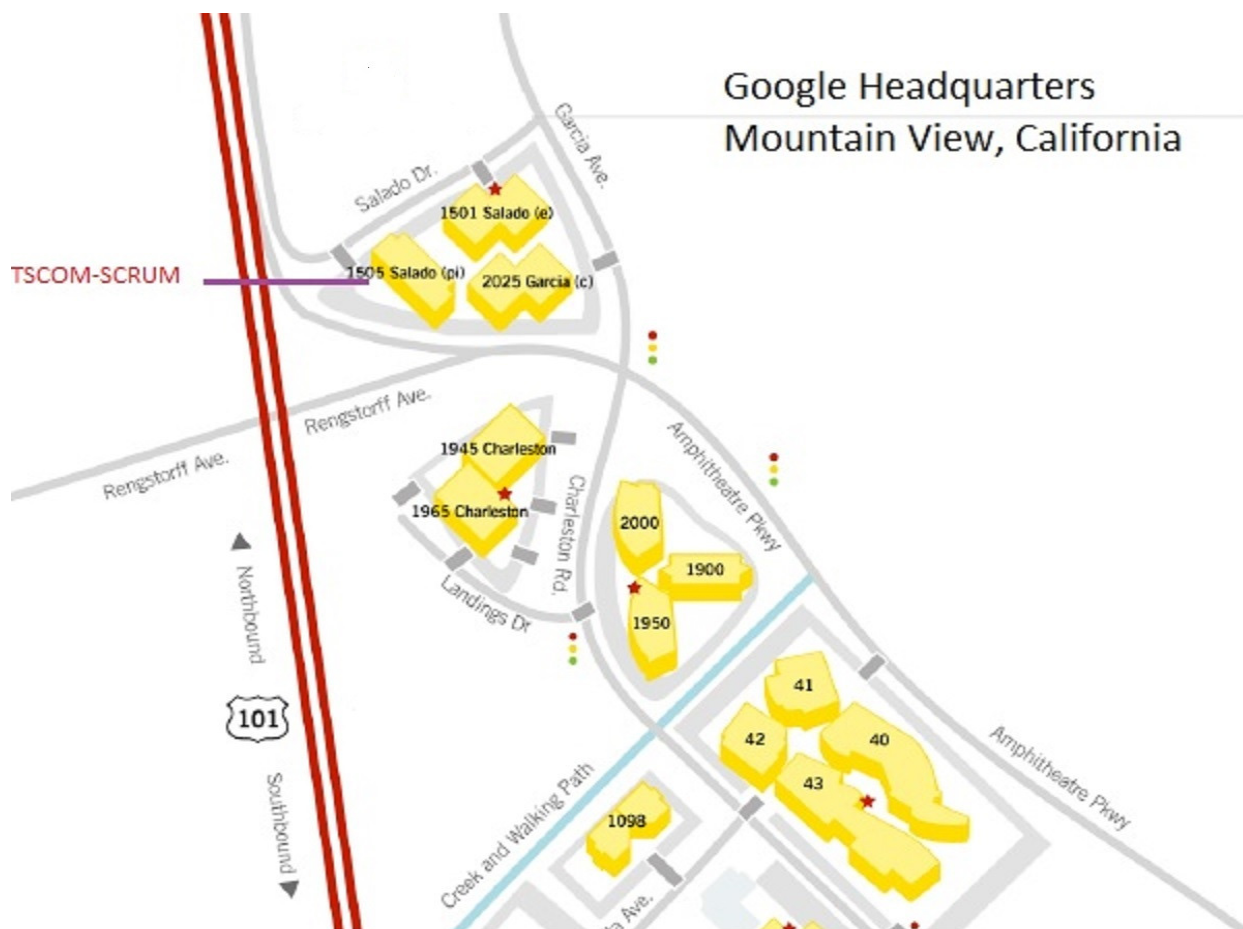 Google Headquarters
Mountain View, California
Garcia Ave.
Salado Dr.
1501 Salado (e)
TSCOM-SCRUM
1505 Salado (pi)
2025 Garcia (c)
Rengstorff Ave.
Rengstorff Ave.
Amphitheatre Pkwy
1945 Charleston
1965 Charleston
Charleston Rd.
2000
1900
1950
Landings Dr
Northbound
101
Southbound
41
42
40
43
Amphitheatre Pkwy
Creek and Walking Path
1098
Ave.